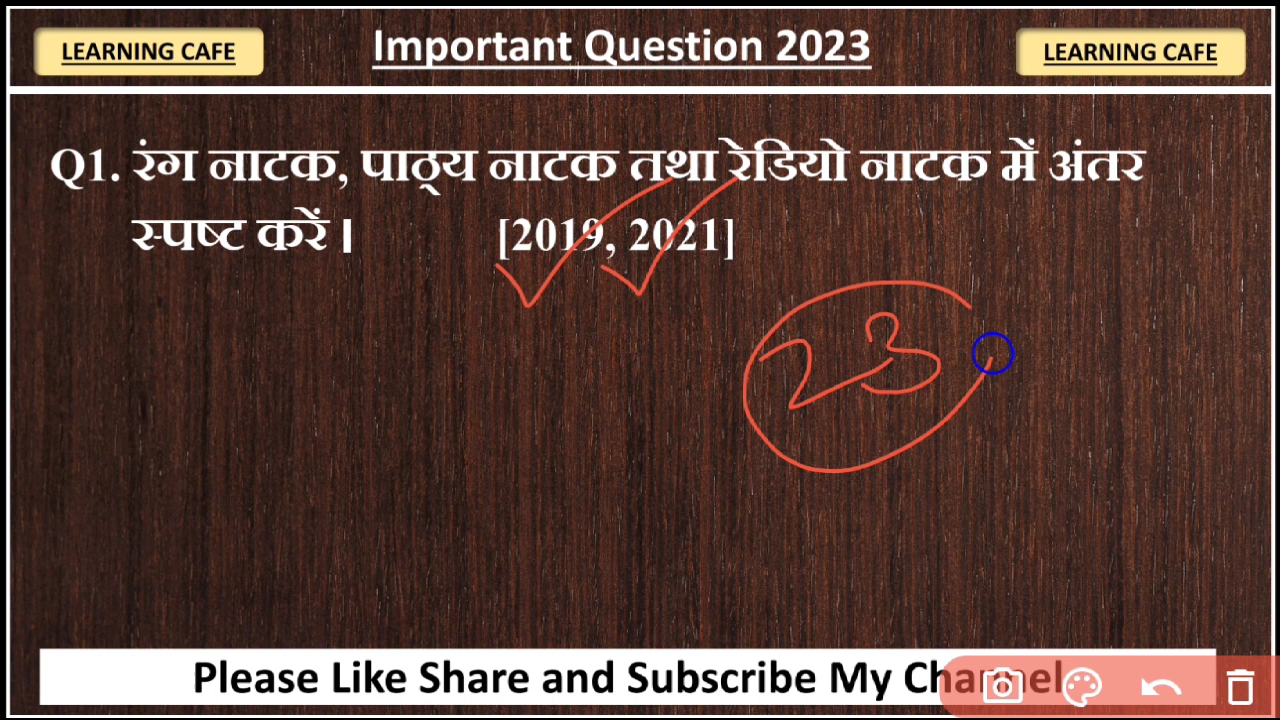 LEARNING CAFE
Important Question 2023
LEARNING CAFE
Q1. रंग नाटक, पाठ्य नाटक तथा रेडियो नाटक में अंतर
स्पष्ट करें । [2019, 2021]
23
Please Like Share and Subscribe My Channel